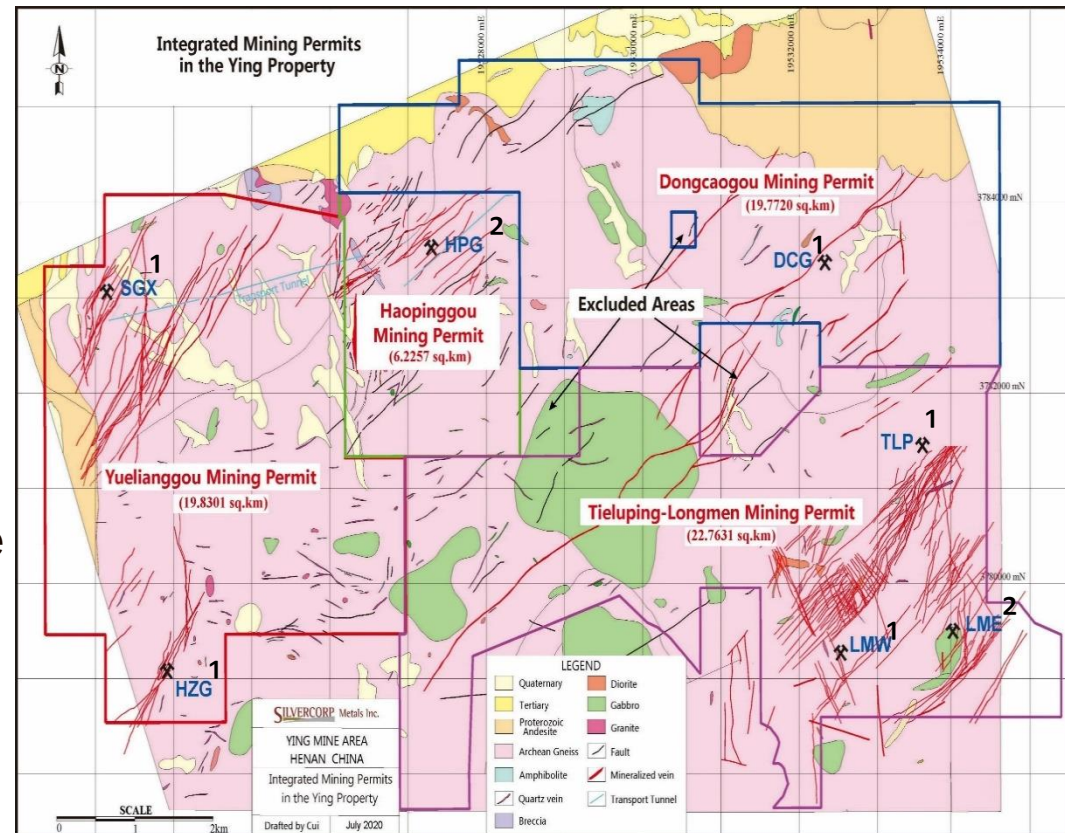 Integrated Mining Permits
in the Ying Property
N
19528000 mE
19530000 mE
19532000 mE
19534000 mE
Dongcaogou Mining Permit
(19.7720 sq.km)
3784000 mN
HPG 2
DCG 1
SGX 1
Transport Tunnel
Haopinggou
Mining Permit
(6.2257 sq.km)
Excluded Areas
3782000 mN
TLP 1
Yuelianggou Mining Permit
(19.8301 sq.km)
Tieluping-Longmen Mining Permit
(22.7631 sq.km)
e
3780000 mN
LME 2
LMW 1
HZG 1
LEGEND
Quaternary
Tertiary
Proterozoic
Andesite
Archean Gneiss
Amphibolite
Quartz vein
Breccia
Diorite
Gabbro
Granite
Fault
Mineralized vein
Transport Tunnel
SILVERCORP Metals Inc.
YING MINE AREA
HENAN CHINA
Integrated Mining Permits
in the Ying Property
Drafted by Cui July 2020
SCALE
0 1 2km